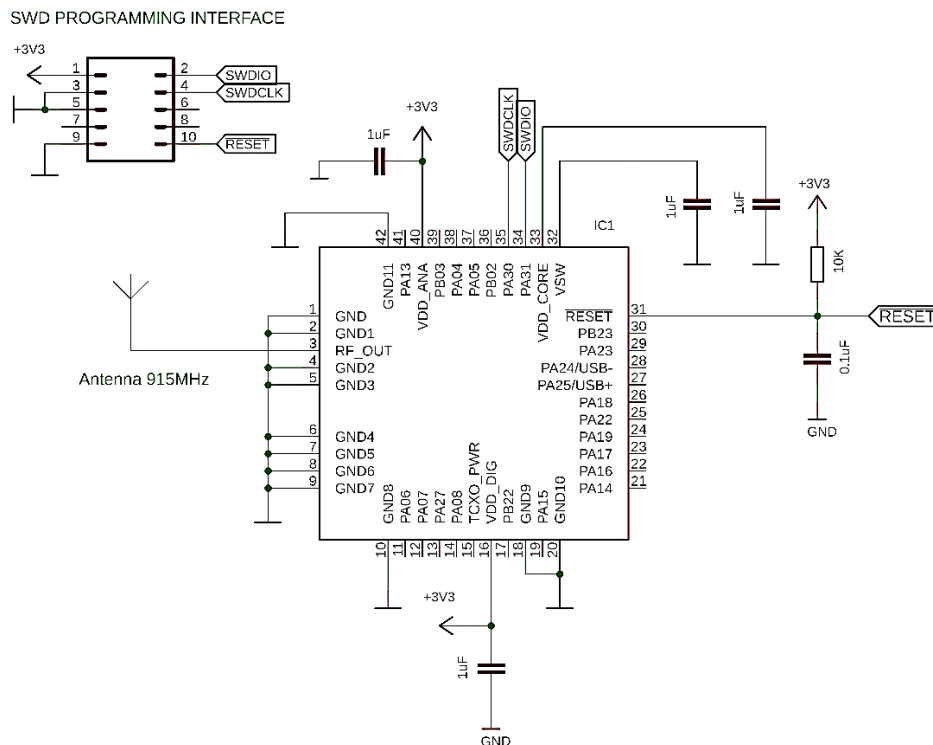 SWD PROGRAMMING INTERFACE
+3V3
1 2 SWDIO
3 4 SWDCLK
5 6
7 8
9 10 RESET
1uF
+3V3
SWDCLK
SWDIO
1uF
1uF
+3V3
10K
IC1
42 41 40 39 38 37 36 35 34 33 32
GND11 PA13 VDD_ANA PB03 PA04 PA05 PB02 PA30 PA31 VDD_CORE VSW
1 GND
2 GND1
3 RF_OUT
4 GND2
5 GND3
6 GND4
7 GND5
8 GND6
9 GND7
Antenna 915MHz
RESET 31
PB23 30
PA23 29
PA24/USB- 28
PA25/USB+ 27
PA18 26
PA22 25
PA19 24
PA17 23
PA16 22
PA14 21
RESET
0.1uF
GND
GND8 PA06 PA07 PA27 PA08 TCXO_PWR VDD_DIG PB22 GND9 PA15 GND10
10 11 12 13 14 15 16 17 18 19 20
+3V3
1uF
GND